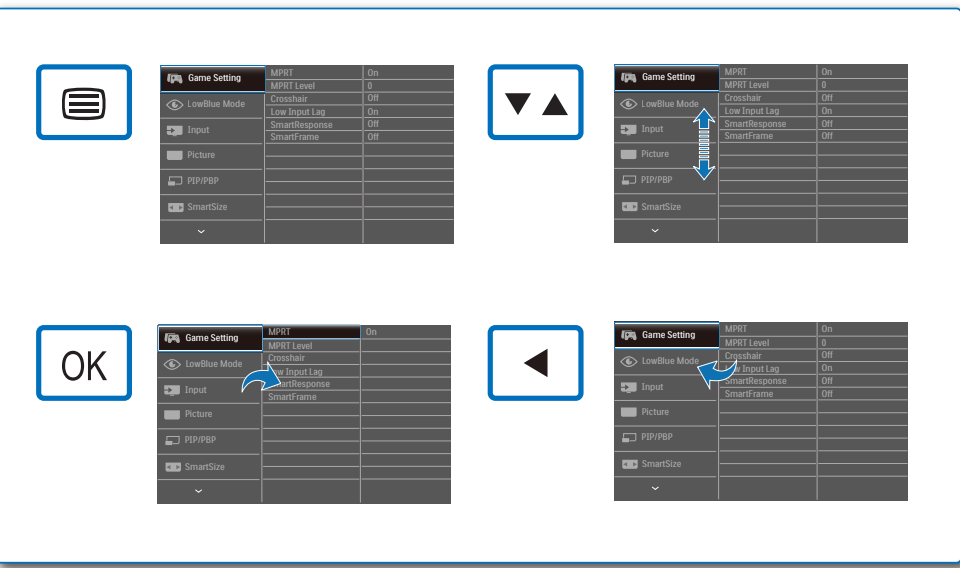 Game Setting
LowBlue Mode
Input
Picture
PIP/PBP
SmartSize
MPRT On
MPRT Level 0
Crosshair Off
Low Input Lag On
SmartResponse Off
SmartFrame Off
Game Setting
LowBlue Mode
Input
Picture
PIP/PBP
SmartSize
MPRT On
MPRT Level 0
Crosshair Off
Low Input Lag On
SmartResponse Off
SmartFrame Off
OK
Game Setting
LowBlue Mode
Input
Picture
PIP/PBP
SmartSize
MPRT On
MPRT Level
Crosshair
Input Lag
SmartFrame
Game Setting
LowBlue Mode
Input
Picture
PIP/PBP
SmartSize
MPRT On
MPRT Level 0
Crosshair Off
Input Lag On
SmartResponse Off
SmartFrame Off